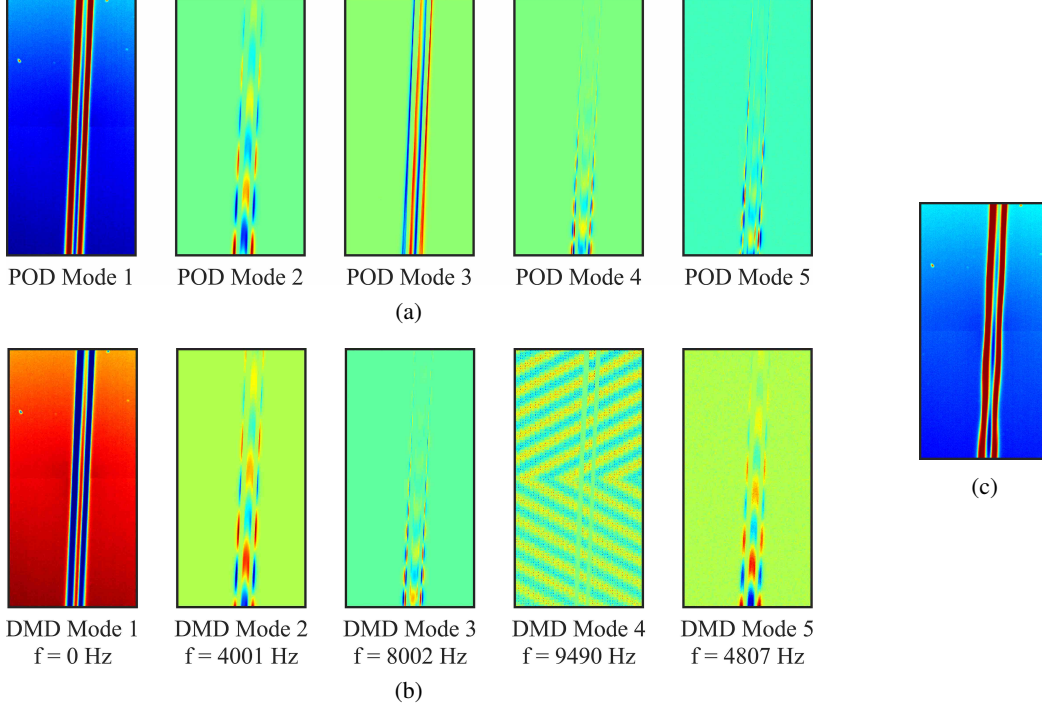 POD Mode 1 POD Mode 2 POD Mode 3 POD Mode 4 POD Mode 5
(a)
DMD Mode 1 DMD Mode 2 DMD Mode 3 DMD Mode 4 DMD Mode 5
f = 0 Hz f = 4001 Hz f = 8002 Hz f = 9490 Hz f = 4807 Hz
(b)
(c)